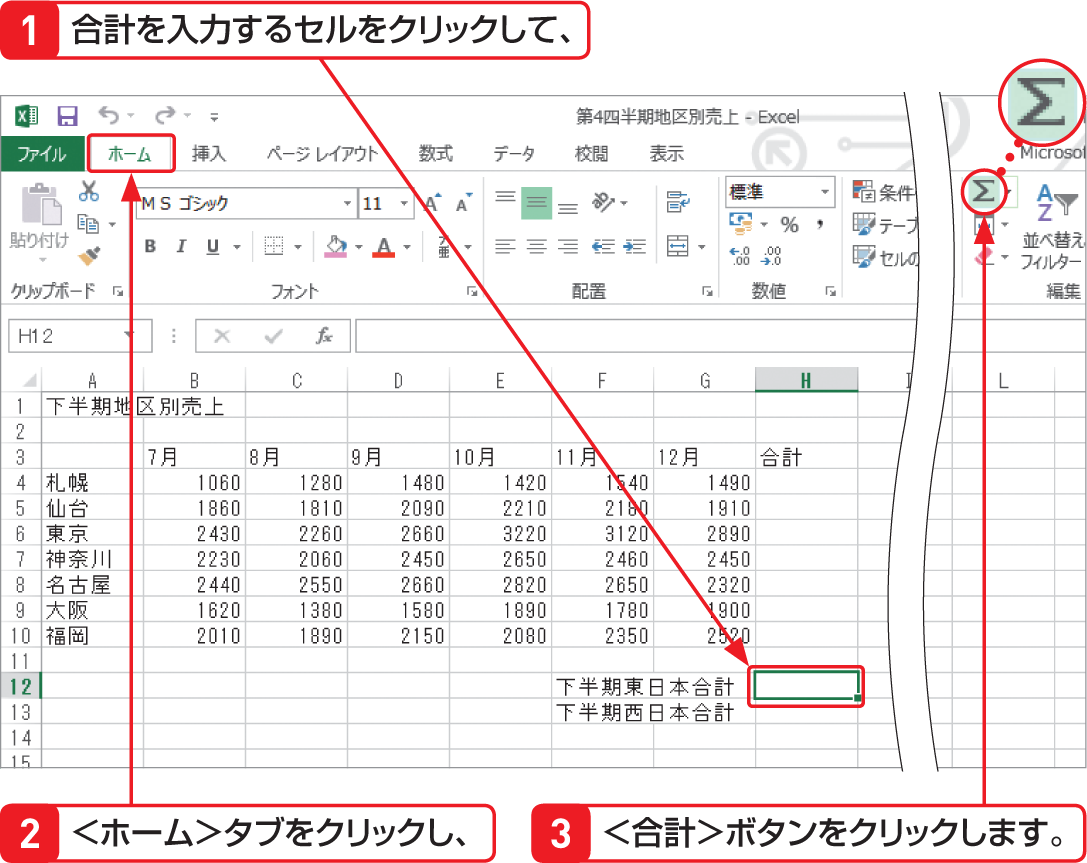 1 合計を入力するセルをクリックして、
第4四半期地区別売上 - Excel
ファイル ホーム 挿入 ページ レイアウト 数式 データ 校閲 表示 Microsof
MS ゴシック 11 標準 条件 Σ
貼り付け B I U A 亜 % , テーブ 並べ替え
セルの フィルター
クリップボード フォント 配置 数値 編集
H12 fx
A B C D E F G H I L
1 下半期地区別売上
2
3 7月 8月 9月 10月 11月 12月 合計
4 札幌 1060 1280 1480 1420 1540 1490
5 仙台 1860 1810 2090 2210 2180 1910
6 東京 2430 2260 2660 3220 3120 2890
7 神奈川 2230 2060 2450 2650 2460 2450
8 名古屋 2440 2550 2660 2820 2650 2320
9 大阪 1620 1380 1580 1890 1780 1900
10 福岡 2010 1890 2150 2080 2350 2520
11
12 下半期東日本合計
13 下半期西日本合計
14
15
2 <ホーム>タブをクリックし、
3 <合計>ボタンをクリックします。